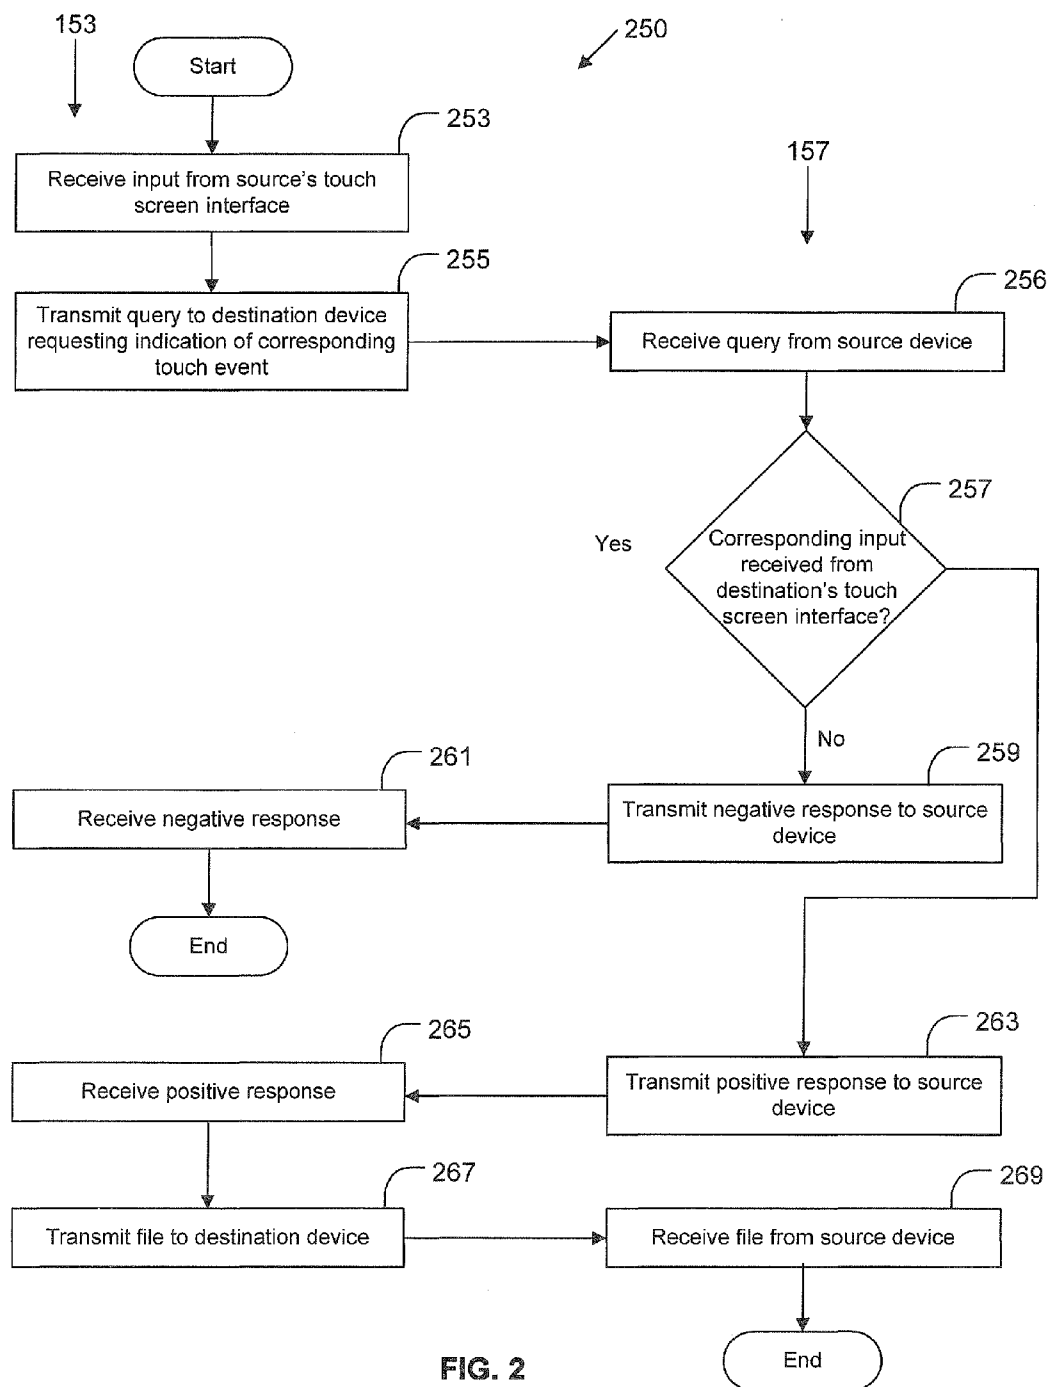 153
250
Start
253
Receive input from source's touch
screen interface
157
255
Transmit query to destination device
requesting indication of corresponding
touch event
256
Receive query from source device
257
Yes
Corresponding input
received from
destination's touch
screen interface?
No
259
Transmit negative response to source
device
261
Receive negative response
End
263
Transmit positive response to source
device
265
Receive positive response
267
Transmit file to destination device
269
Receive file from source device
End
FIG. 2